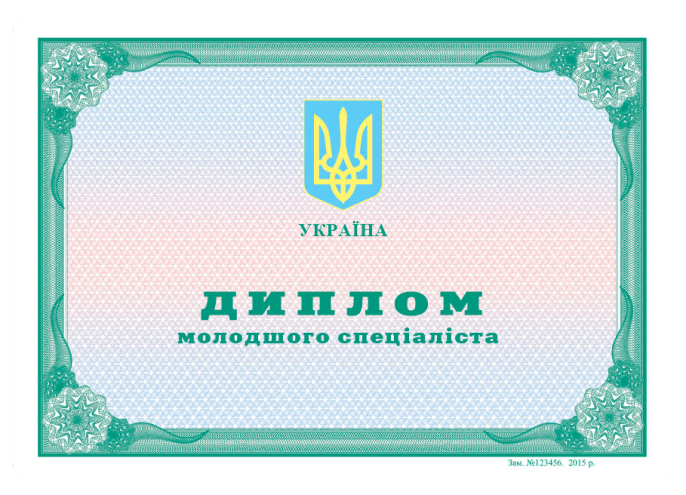 УКРАЇНА
ДИПЛОМ
молодшого спеціаліста
Зам. №123456. 2015 р.